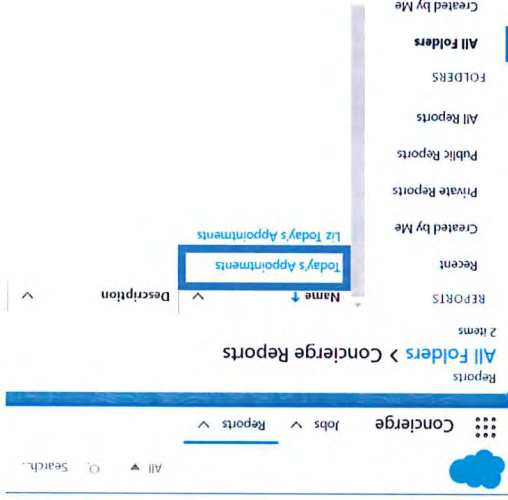 All Search...
Concierge Jobs Reports
Reports
All Folders > Concierge Reports
2 items
REPORTS
Name Description
Recent
Today's Appointments
Created by Me
Liz Today's Appointments
Private Reports
Public Reports
All Reports
FOLDERS
All Folders
Created by Me